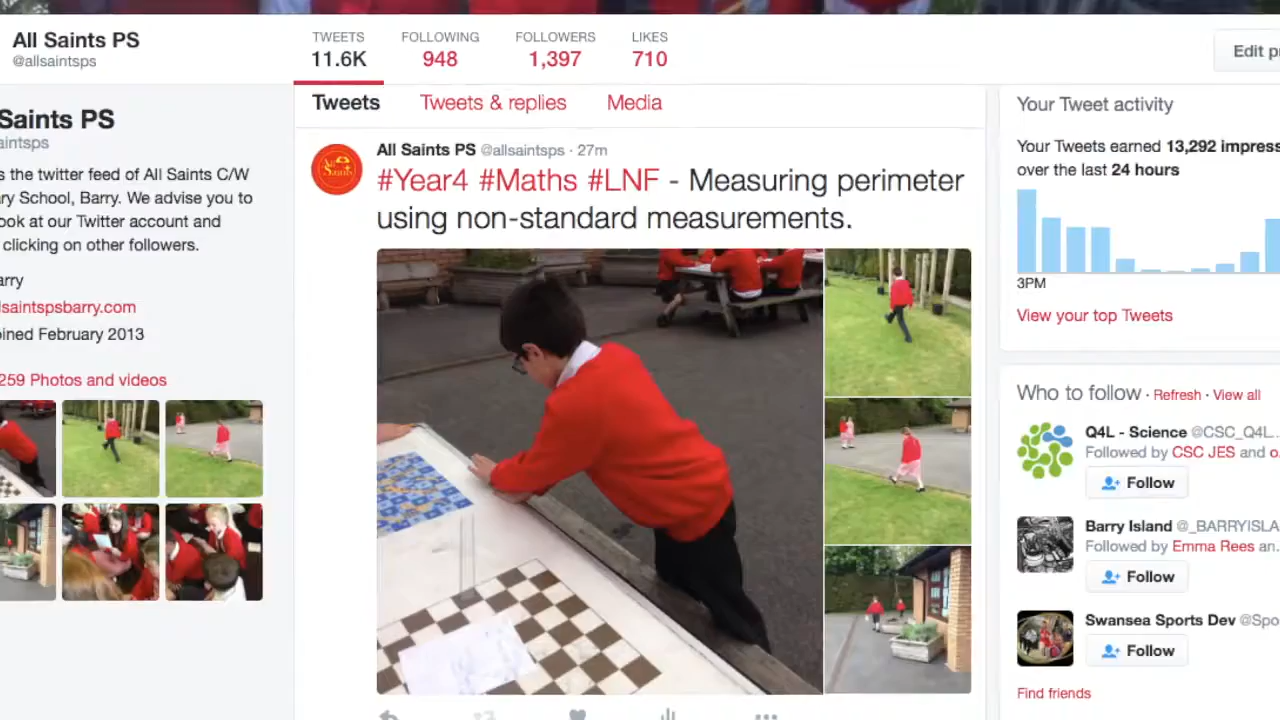 All Saints PS
@allsaintsps
TWEETS
11.6K
FOLLOWING
948
FOLLOWERS
1,397
LIKES
710
Edit p
Tweets
Tweets & replies
Media
Saints PS
aintsps
s the twitter feed of All Saints C/W
ry School, Barry. We advise you to
ook at our Twitter account and
clicking on other followers.
arry
lsaintspsbarry.com
oined February 2013
259 Photos and videos
All Saints PS @allsaintsps · 27m
#Year4 #Maths #LNF - Measuring perimeter
using non-standard measurements.
All
Saints
Your Tweet activity
Your Tweets earned 13,292 impress
over the last 24 hours
3PM
View your top Tweets
Who to follow · Refresh · View all
Q4L - Science @CSC_Q4L..
Followed by CSC JES and o.
Follow
Barry Island @_BARRYISLA
Followed by Emma Rees an.
Follow
Swansea Sports Dev @Spo
Follow
Find friends